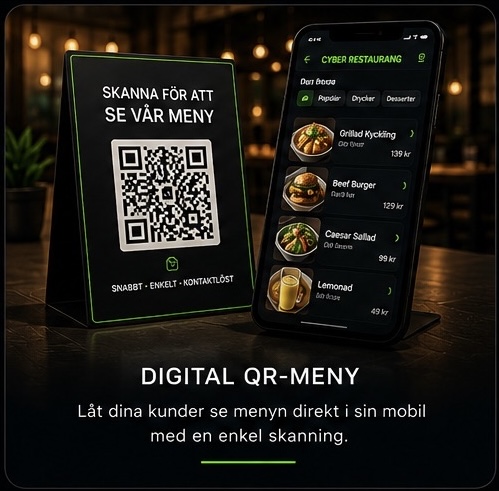 SKANNA FÖR ATT
SE VÅR MENY
SNABBT • ENKELT • KONTAKTLÖST
CYBER RESTAURANG
Populär Drycker Desserter
Grillad Kyckling
139 kr
Beef Burger
129 kr
Caesar Sallad
99 kr
Lemonad
49 kr
DIGITAL QR-MENY
Låt dina kunder se menyn direkt i sin mobil
med en enkel skanning.